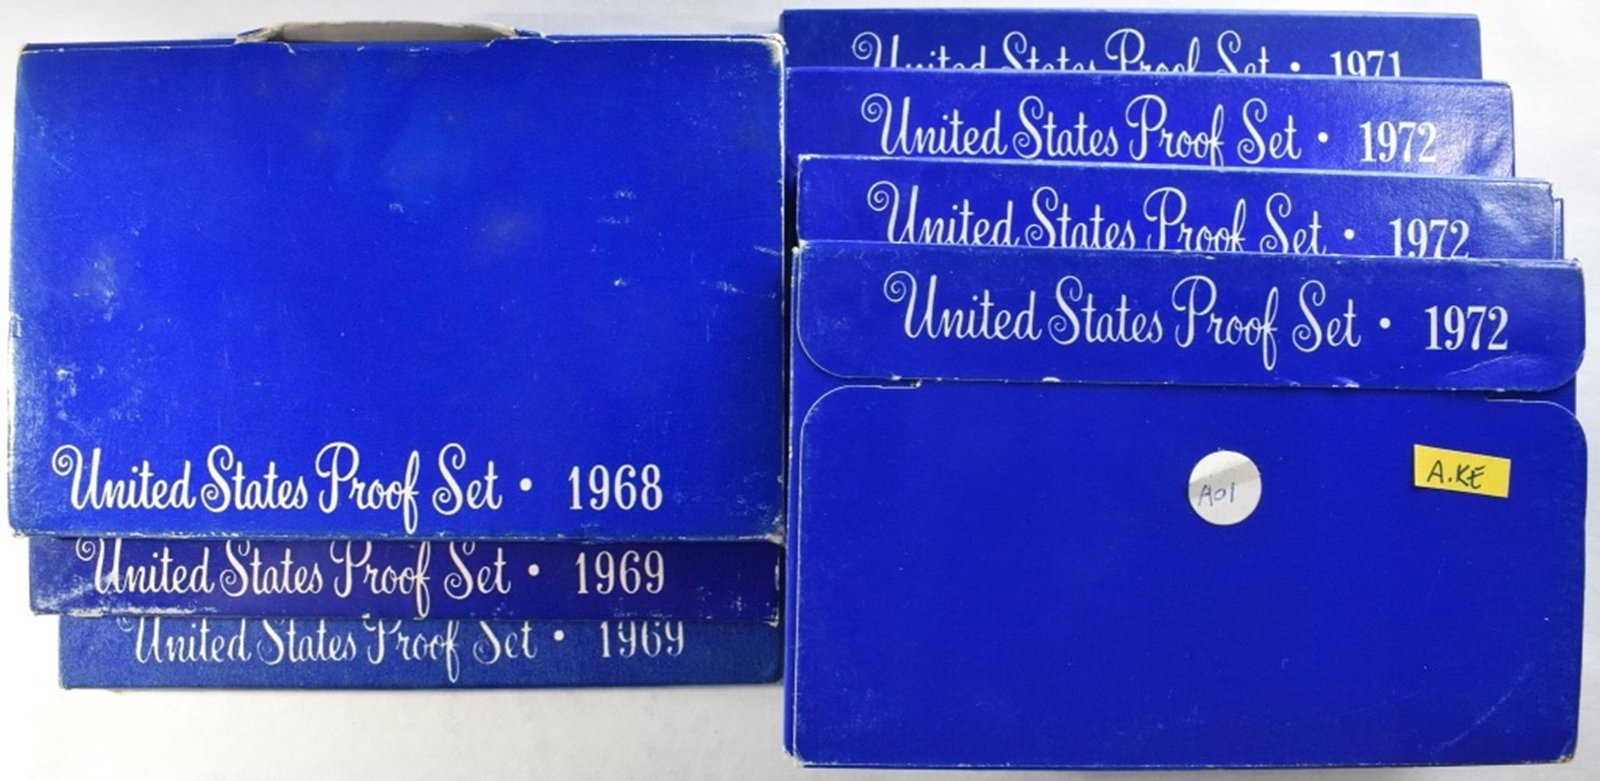 United States Proof Set • 1968
United States Proof Set • 1969
United States Proof Set • 1969
United States Proof Set • 1971
United States Proof Set • 1972
United States Proof Set • 1972
United States Proof Set • 1972
A01
A.KE